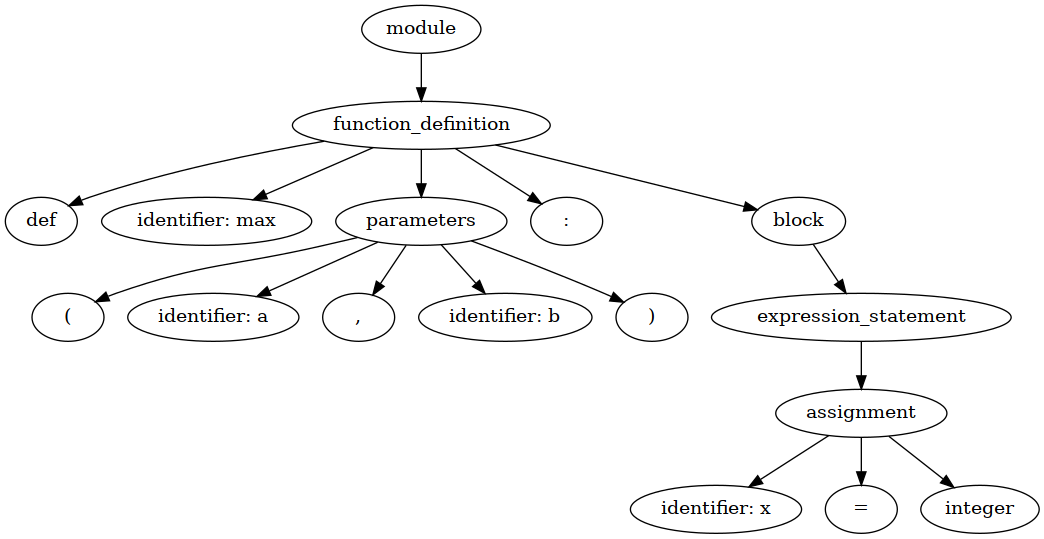 module
function_definition
def
identifier: max
parameters
:
block
(
identifier: a
,
identifier: b
)
expression_statement
assignment
identifier: x
=
integer